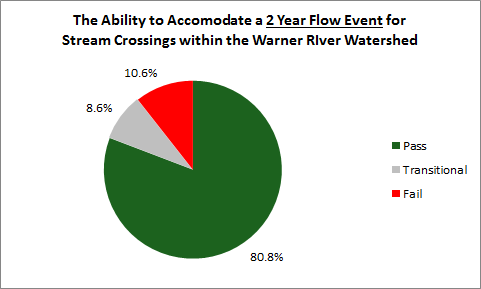 The Ability to Accomodate a 2 Year Flow Event for
Stream Crossings within the Warner RIver Watershed
10.6%
8.6%
Pass
Transitional
Fail
80.8%